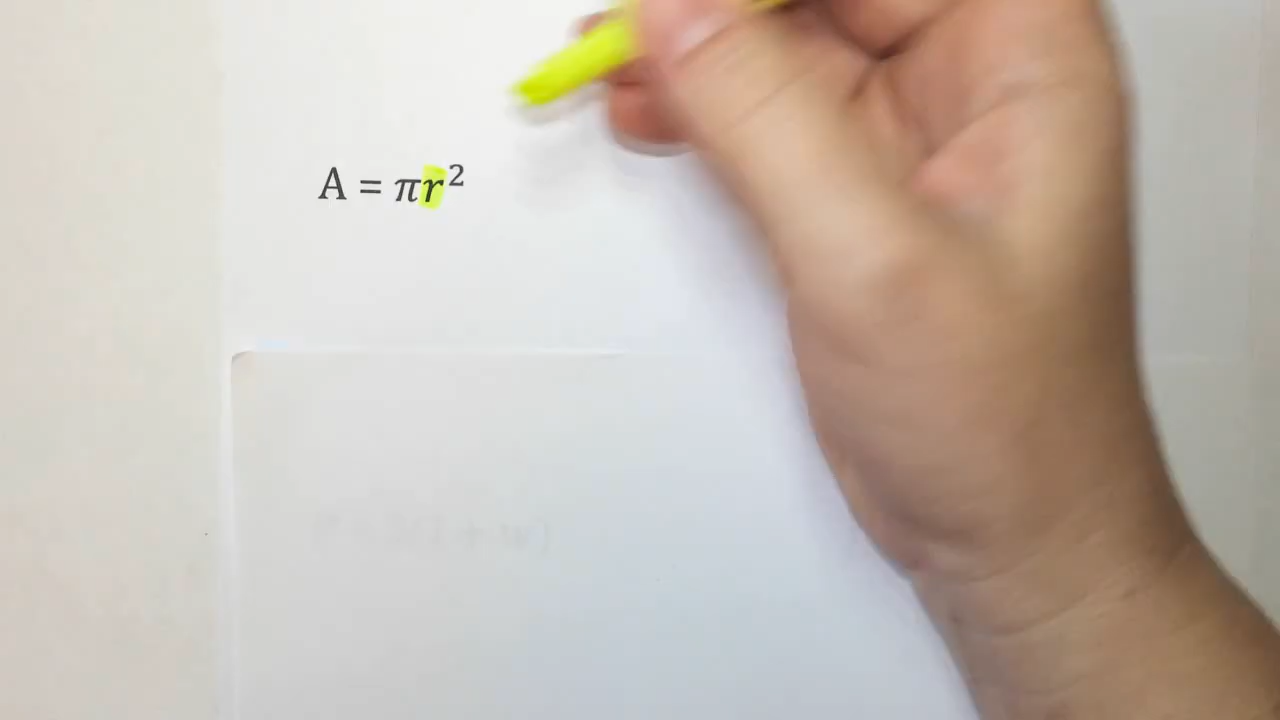 A = πr²